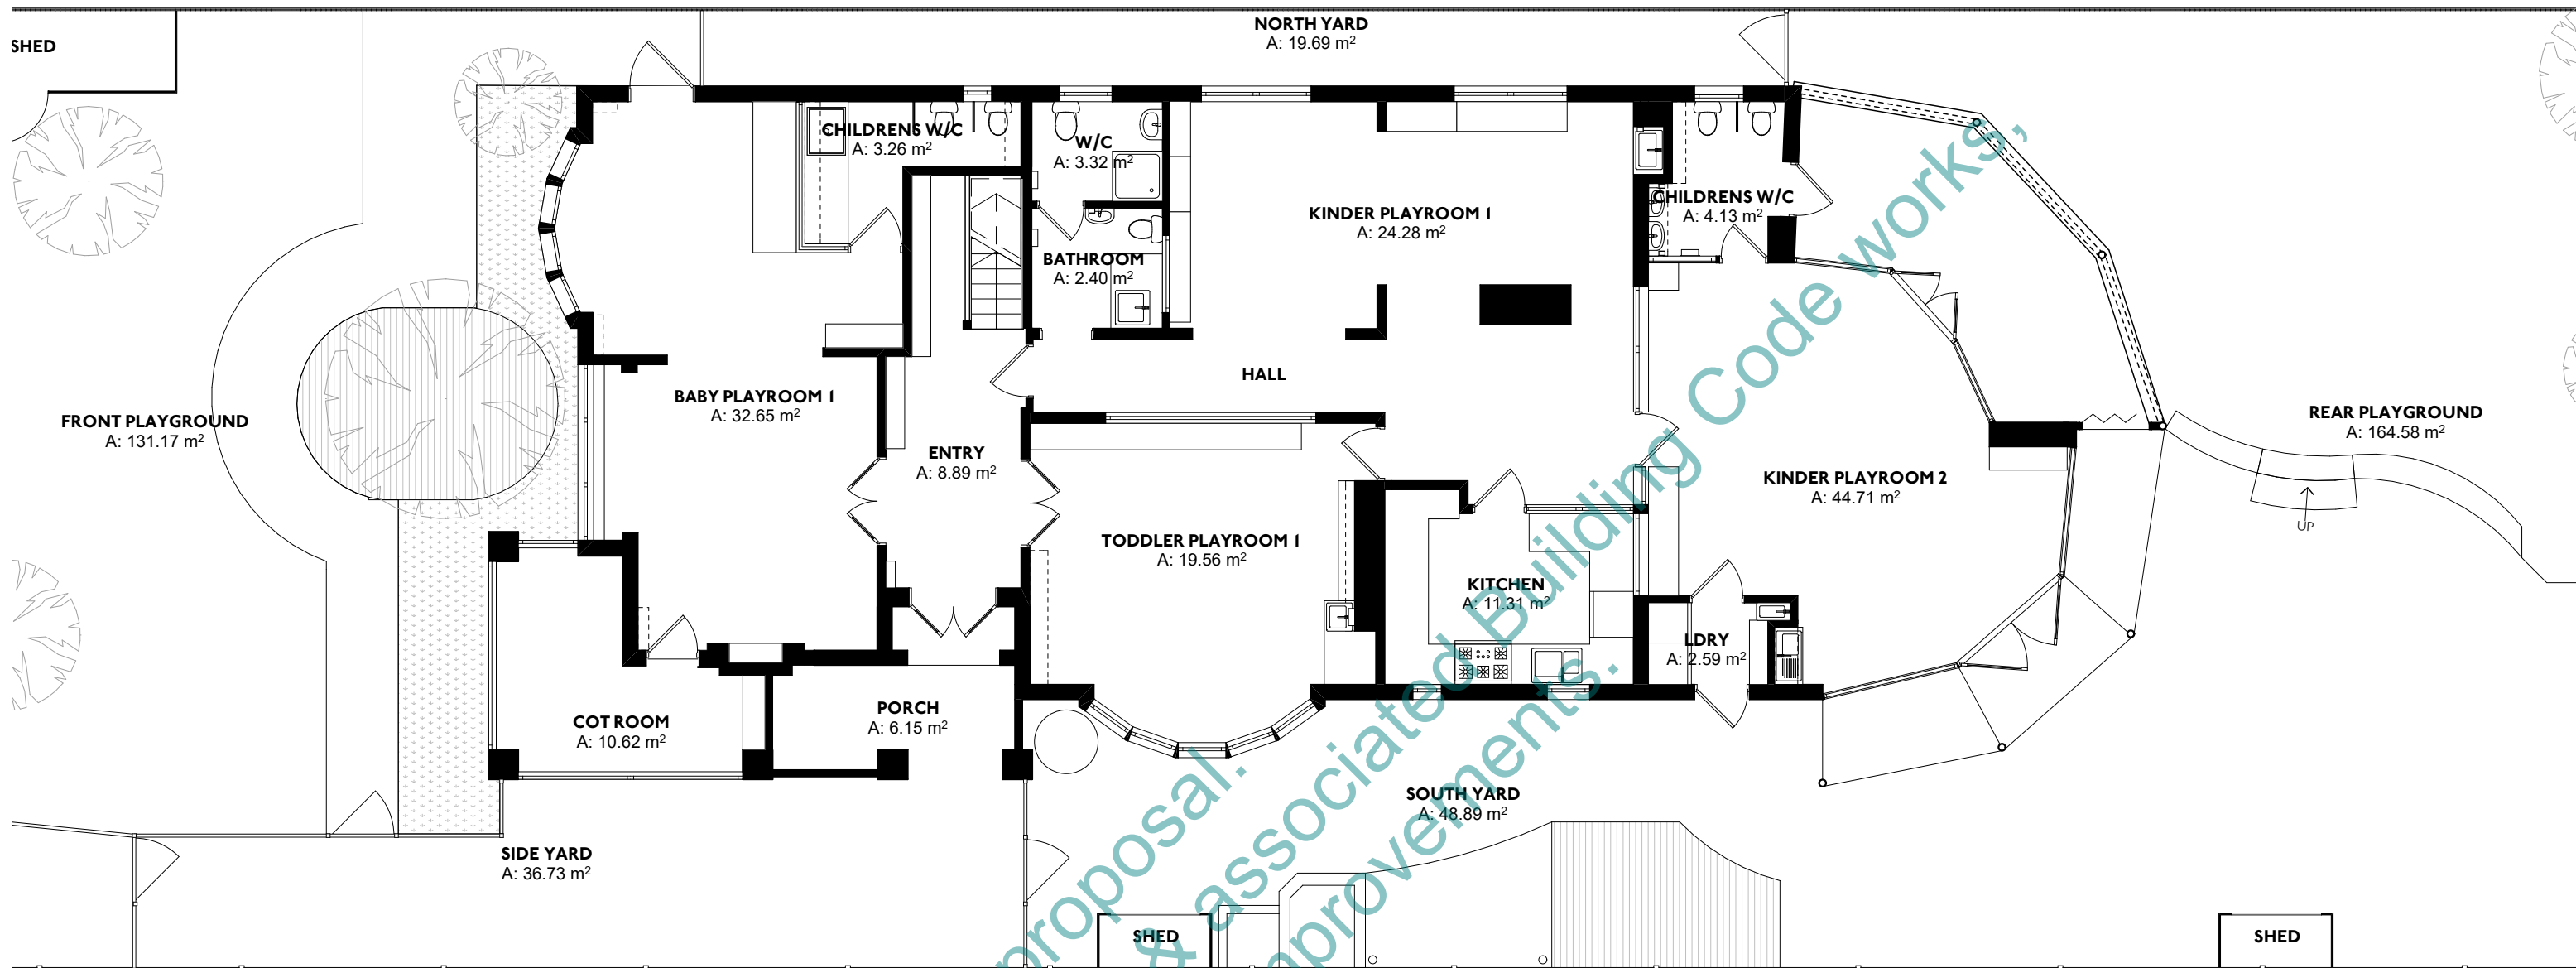 NORTH YARD
A: 19.69 m²
SHED
CHILDRENS W/C
A: 3.26 m²
W/C
A: 3.32 m²
BATHROOM
A: 2.40 m²
KINDER PLAYROOM 1
A: 24.28 m²
CHILDRENS W/C
A: 4.13 m²
HALL
BABY PLAYROOM 1
A: 32.65 m²
FRONT PLAYGROUND
A: 131.17 m²
ENTRY
A: 8.89 m²
REAR PLAYGROUND
A: 164.58 m²
UP
KINDER PLAYROOM 2
A: 44.71 m²
TODDLER PLAYROOM 1
A: 19.56 m²
KITCHEN
A: 11.31 m²
LDRY
A: 2.59 m²
COT ROOM
A: 10.62 m²
PORCH
A: 6.15 m²
SOUTH YARD
A: 48.89 m²
SIDE YARD
A: 36.73 m²
SHED
SHED
proposal.
& associated Building Code works,
improvements.